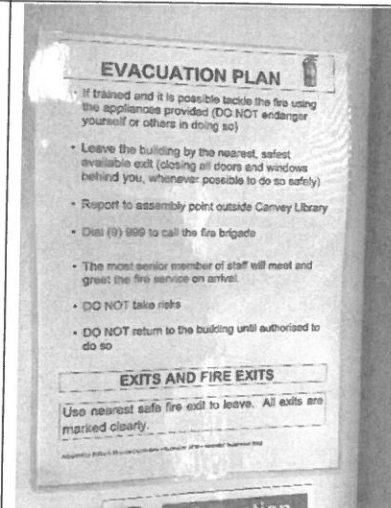 EVACUATION PLAN
• If trained and it is possible tackle the fire using
the appliances provided (DO NOT endanger
yourself or others in doing so)
• Leave the building by the nearest, safest
available exit (closing all doors and windows
behind you, whenever possible to do so safely)
• Report to assembly point outside Canvey Library
• Dial (9) 999 to call the fire brigade
• The most senior member of staff will meet and
greet the fire service on arrival.
• DO NOT take risks
• DO NOT return to the building until authorised to
do so
EXITS AND FIRE EXITS
Use nearest safe fire exit to leave. All exits are
marked clearly.